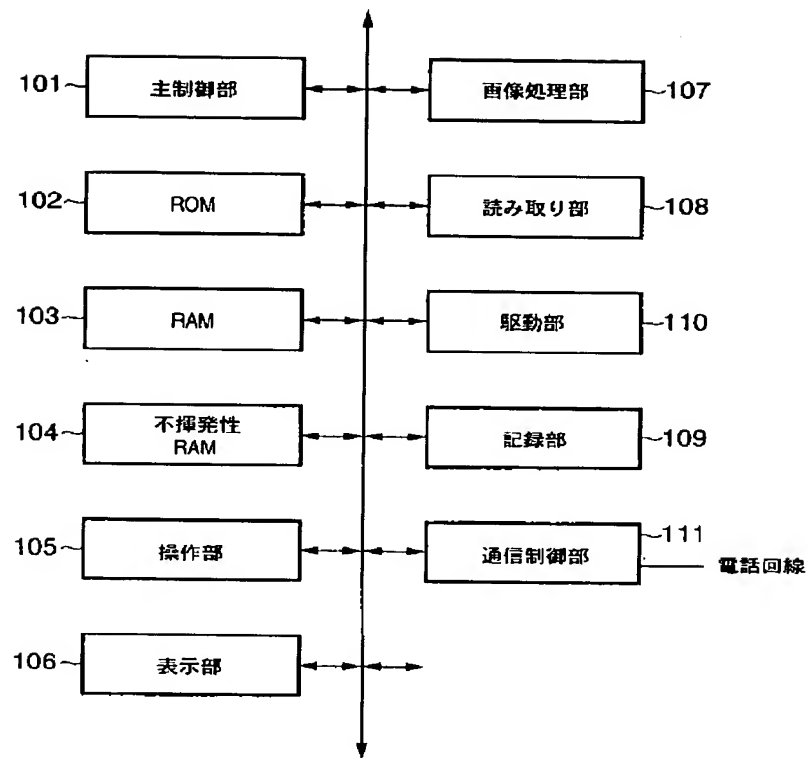 101
主制御部
画像処理部
107
102
ROM
読み取り部
108
103
RAM
駆動部
110
104
不揮発性
RAM
記録部
109
105
操作部
通信制御部
111
電話回線
106
表示部